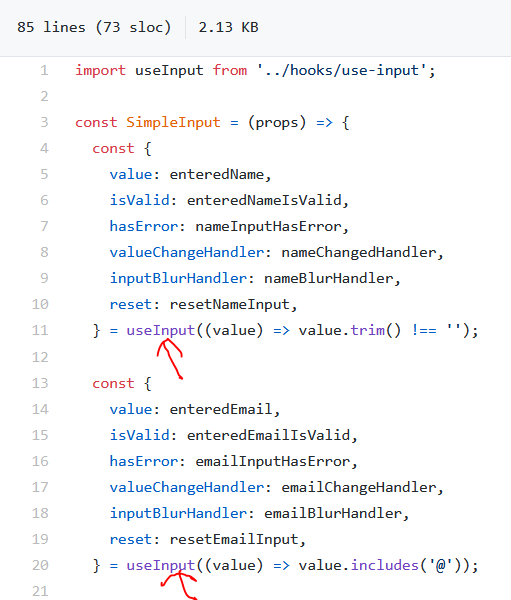 85 lines (73 sloc) 2.13 KB
1 import useInput from '../hooks/use-input';
2
3 const SimpleInput = (props) => {
4 const {
5 value: enteredName,
6 isValid: enteredNameIsValid,
7 hasError: nameInputHasError,
8 valueChangeHandler: nameChangedHandler,
9 inputBlurHandler: nameBlurHandler,
10 reset: resetNameInput,
11 } = useInput((value) => value.trim() !== '');
12
13 const {
14 value: enteredEmail,
15 isValid: enteredEmailIsValid,
16 hasError: emailInputHasError,
17 valueChangeHandler: emailChangeHandler,
18 inputBlurHandler: emailBlurHandler,
19 reset: resetEmailInput,
20 } = useInput((value) => value.includes('@'));
21